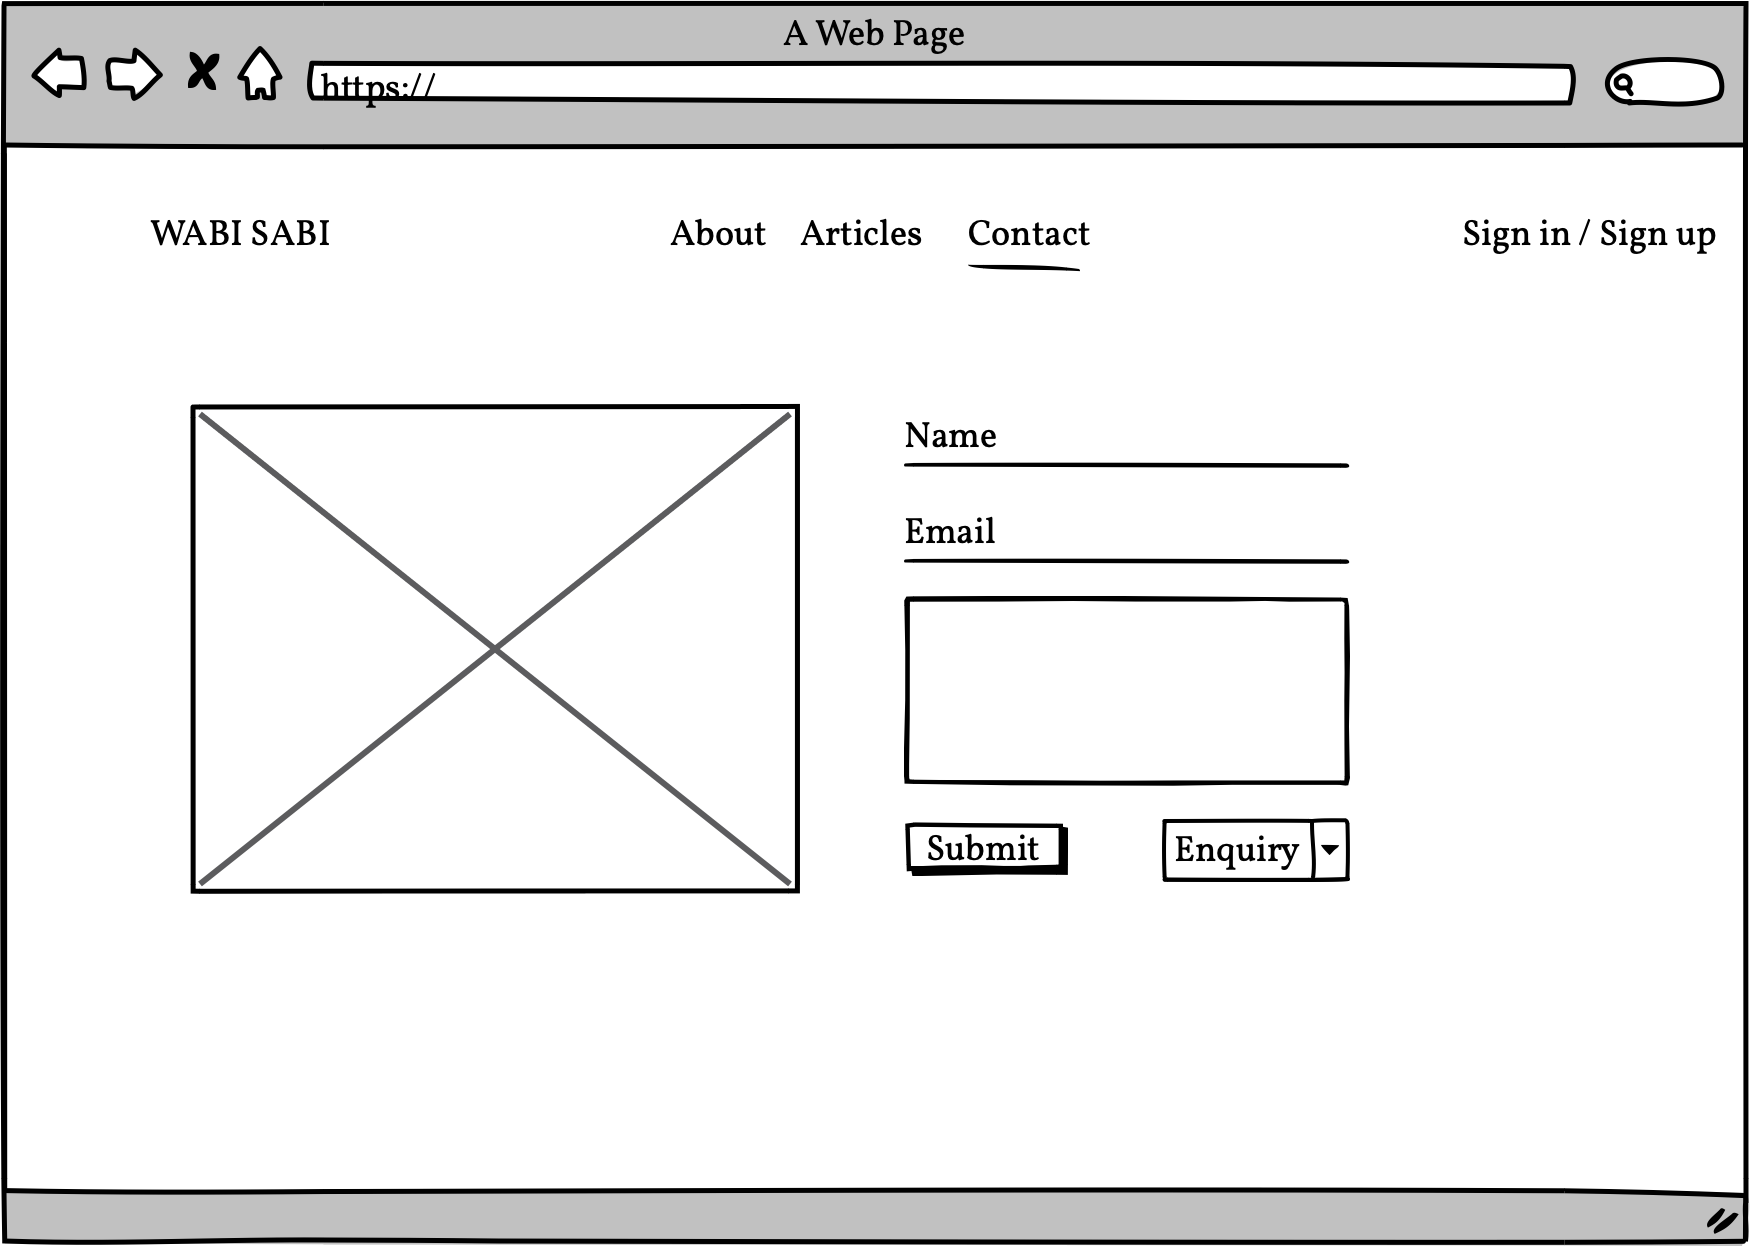 A Web Page
https://
WABI SABI About Articles Contact Sign in / Sign up
Name
Email
Submit Enquiry